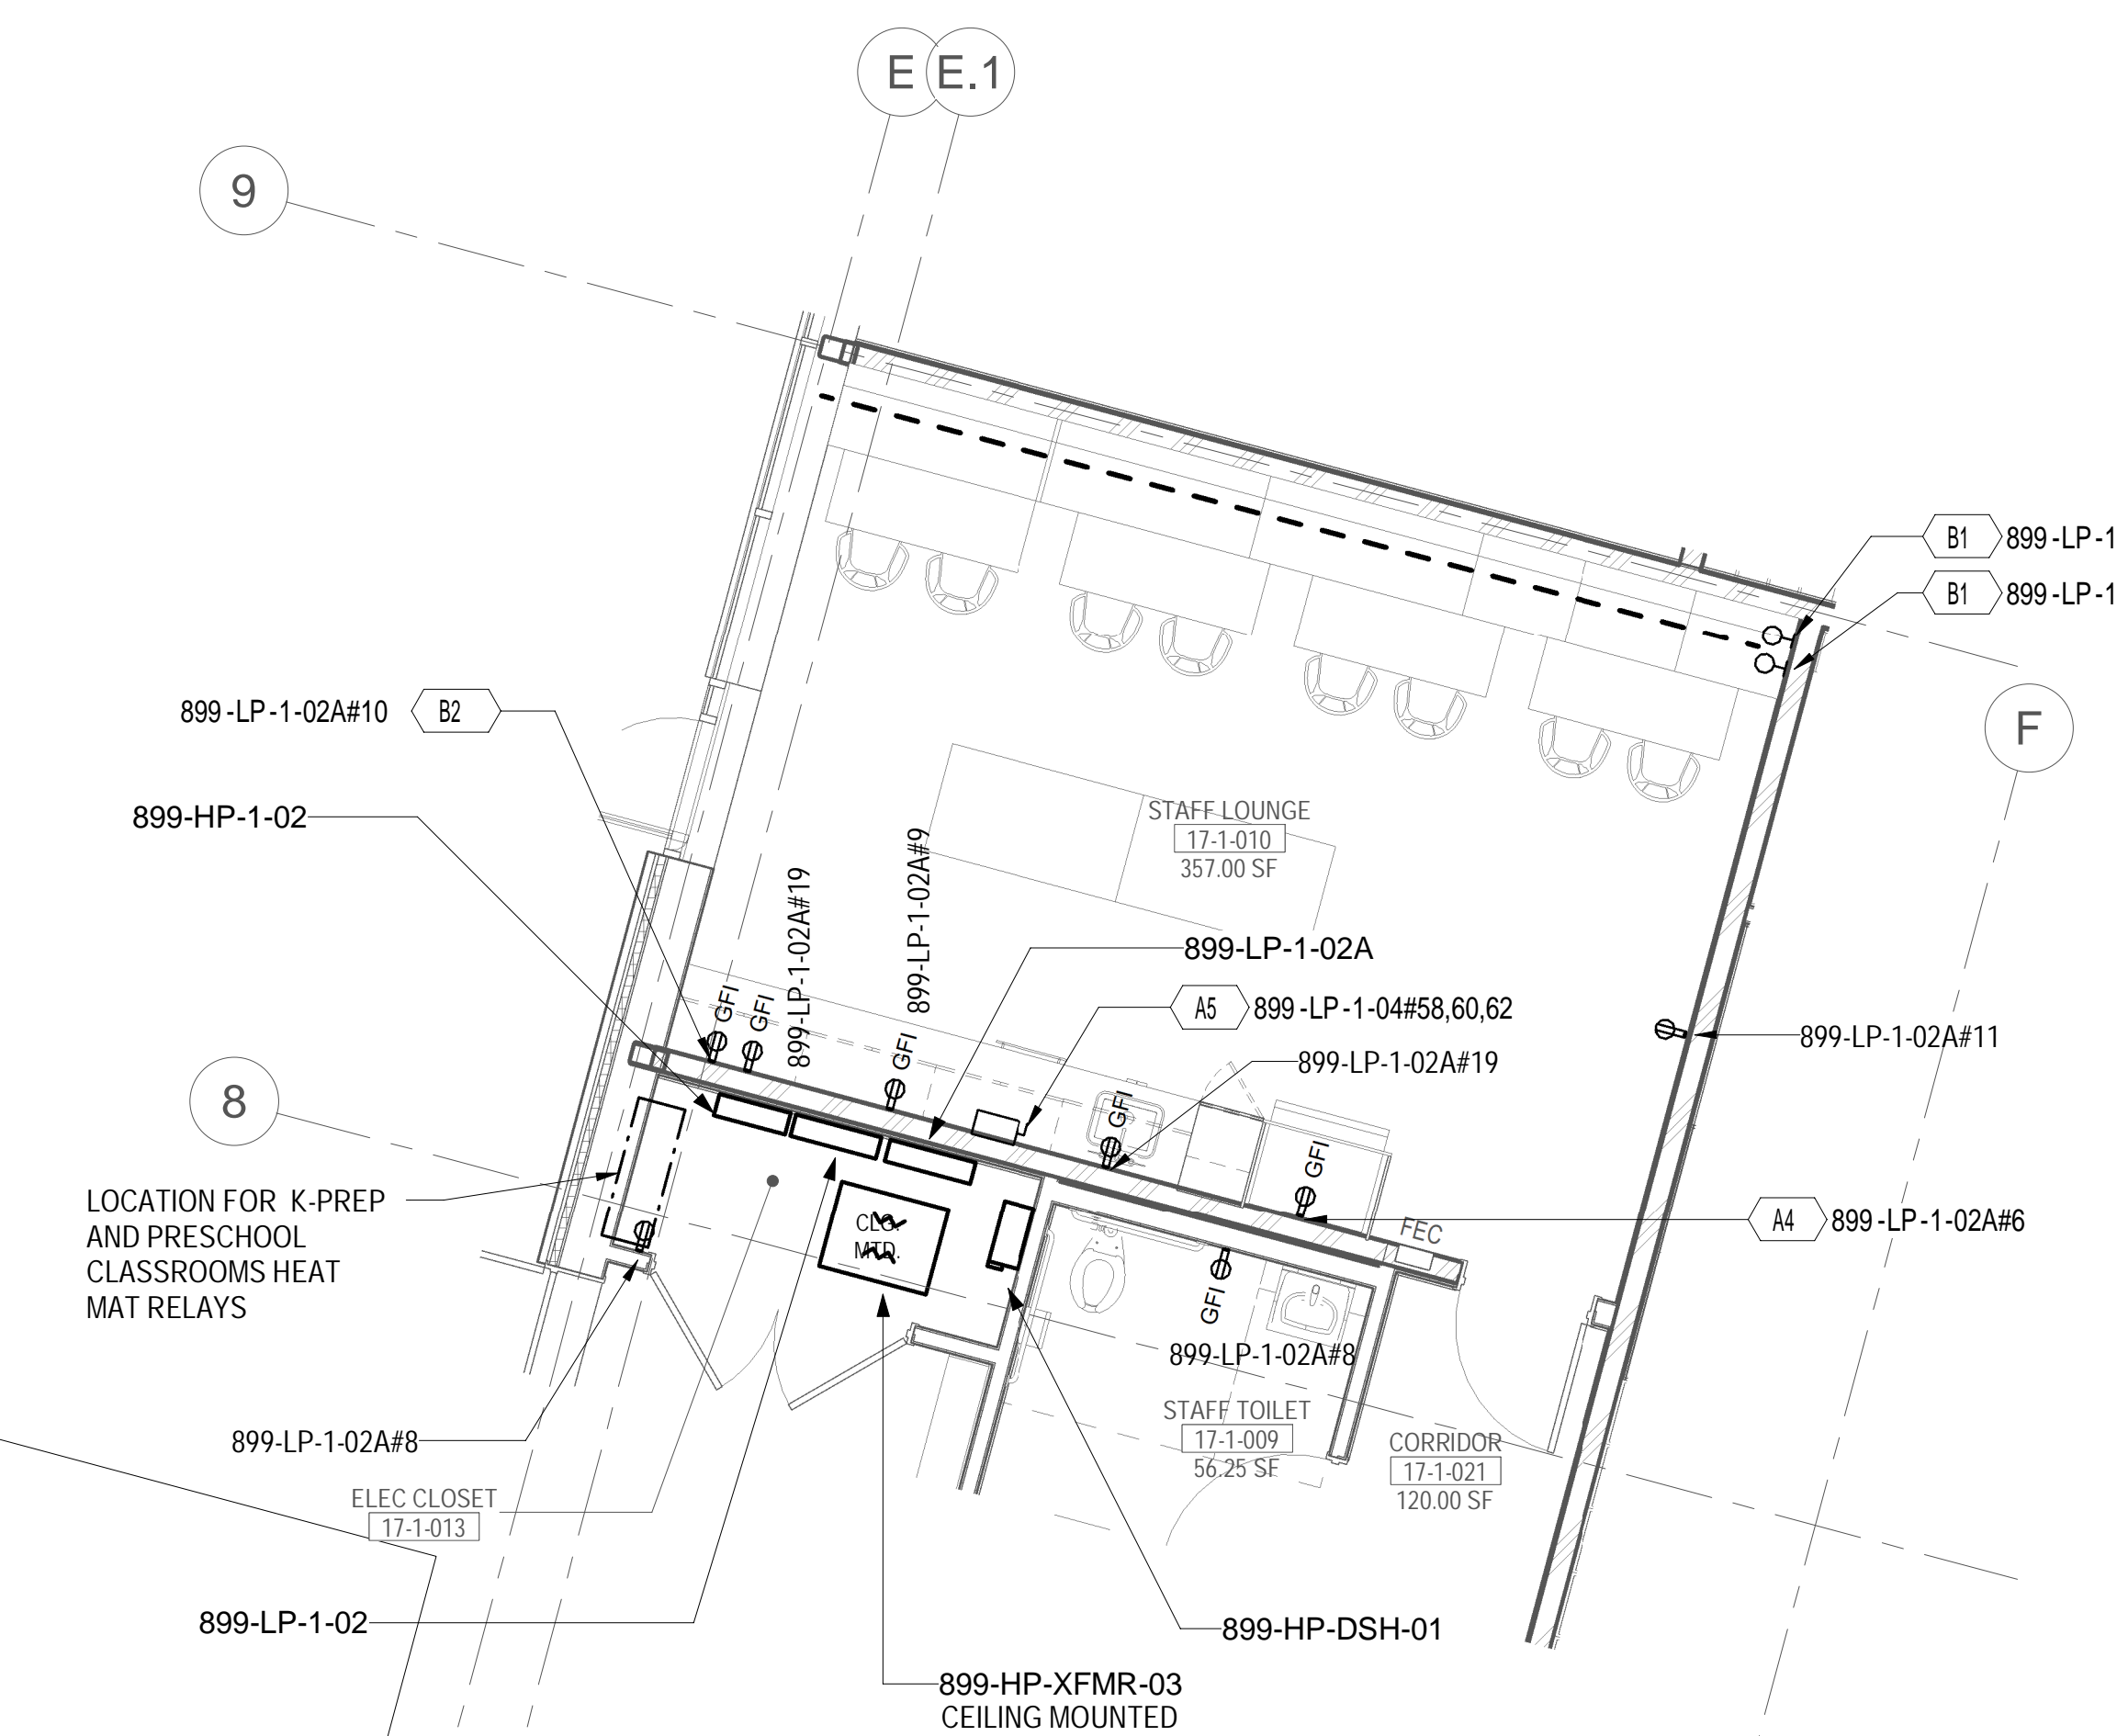 E
E.1
9
B1
899-LP-1
B1
899-LP-1
F
899-LP-1-02A#10
B2
899-HP-1-02
STAFF LOUNGE
17-1-010
357.00 SF
899-LP-1-02A#19
899-LP-1-02A#9
899-LP-1-02A
A5
899-LP-1-04#58,60,62
899-LP-1-02A#19
899-LP-1-02A#11
GFI
GFI
GFI
GFI
GFI
8
LOCATION FOR K-PREP
AND PRESCHOOL
CLASSROOMS HEAT
MAT RELAYS
CLG.
MTD.
FEC
A4
899-LP-1-02A#6
GFI
899-LP-1-02A#8
STAFF TOILET
17-1-009
56.25 SF
CORRIDOR
17-1-021
120.00 SF
899-LP-1-02A#8
ELEC CLOSET
17-1-013
899-LP-1-02
899-HP-DSH-01
899-HP-XFMR-03
CEILING MOUNTED